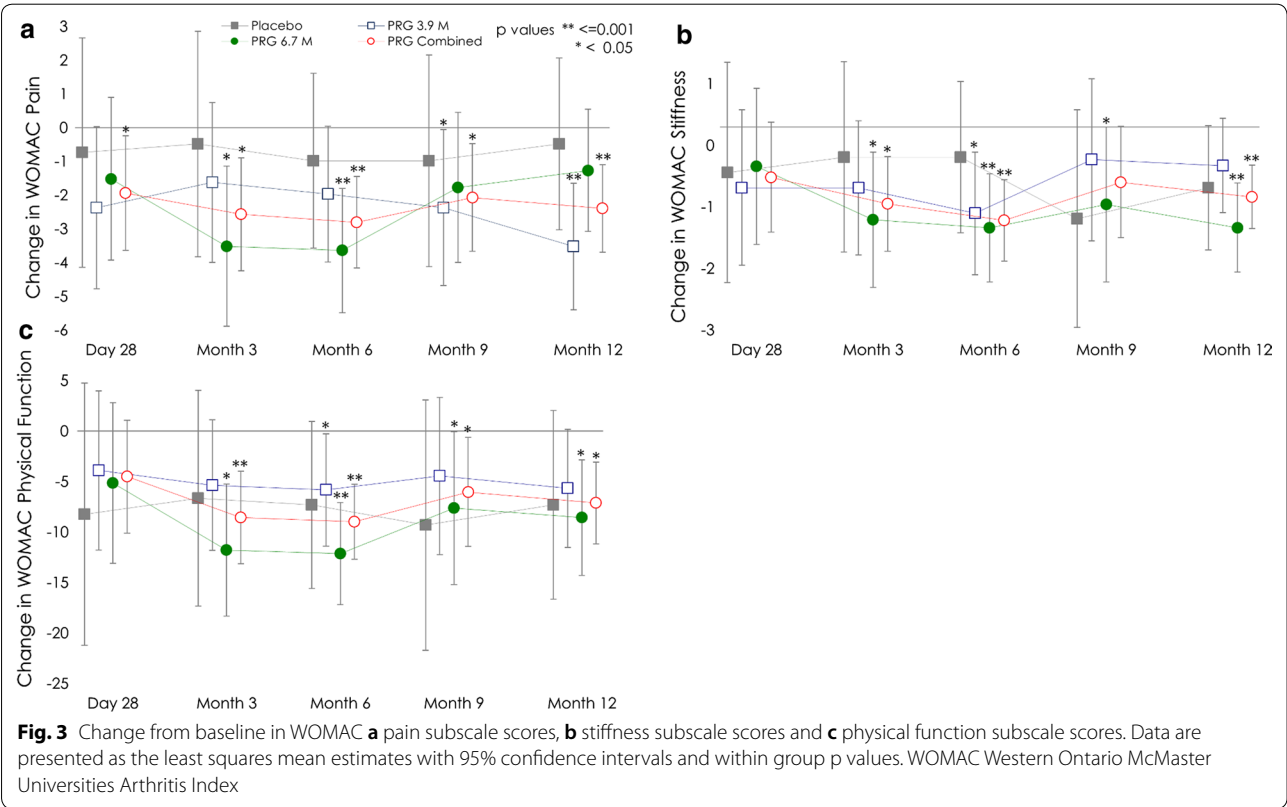 a
Placebo
PRG 3.9 M
PRG 6.7 M
PRG Combined
p values ** <=0.001
* < 0.05
Change in WOMAC Pain
3
2
1
0
-1
-2
-3
-4
-5
-6
*
*
*
**
**
*
*
**
**
Day 28 Month 3 Month 6 Month 9 Month 12
b
Change in WOMAC Stiffness
1
0
-1
-2
-3
*
*
*
**
**
*
**
**
Day 28 Month 3 Month 6 Month 9 Month 12
c
Change in WOMAC Physical Function
5
0
-5
-10
-15
-20
-25
*
**
*
**
**
*
*
*
*
Day 28 Month 3 Month 6 Month 9 Month 12
Fig. 3 Change from baseline in WOMAC a pain subscale scores, b stiffness subscale scores and c physical function subscale scores. Data are
presented as the least squares mean estimates with 95% confidence intervals and within group p values. WOMAC Western Ontario McMaster
Universities Arthritis Index